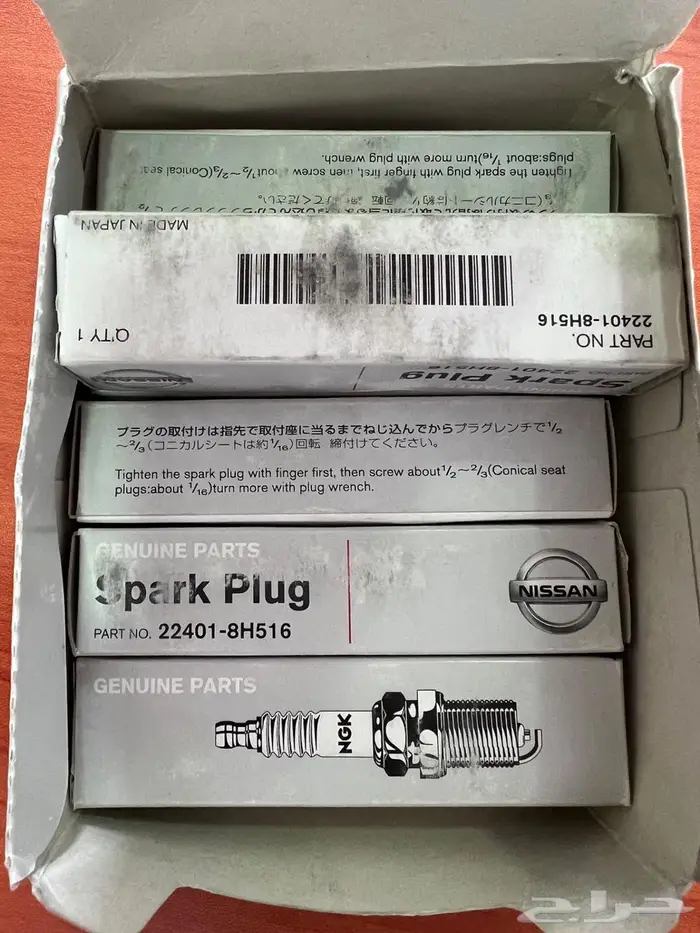 Tighten the spark plug with finger first, then screw about 1/2~2/3(Conical seat
plugs:about 1/16)turn more with plug wrench.
MADE IN JAPAN
PART NO.
22401-8H516
Q'TY 1
Spark Plug
22401-8H516
NISSAN
プラグの取付けは指先で取付座に当るまでねじ込んでからプラグレンチで1/2
~2/3(コニカルシートは約1/16)回転 締付けてください。
Tighten the spark plug with finger first, then screw about 1/2~2/3(Conical seat
plugs:about 1/16)turn more with plug wrench.
GENUINE PARTS
Spark Plug
PART NO. 22401-8H516
NISSAN
GENUINE PARTS
NGK
حراج